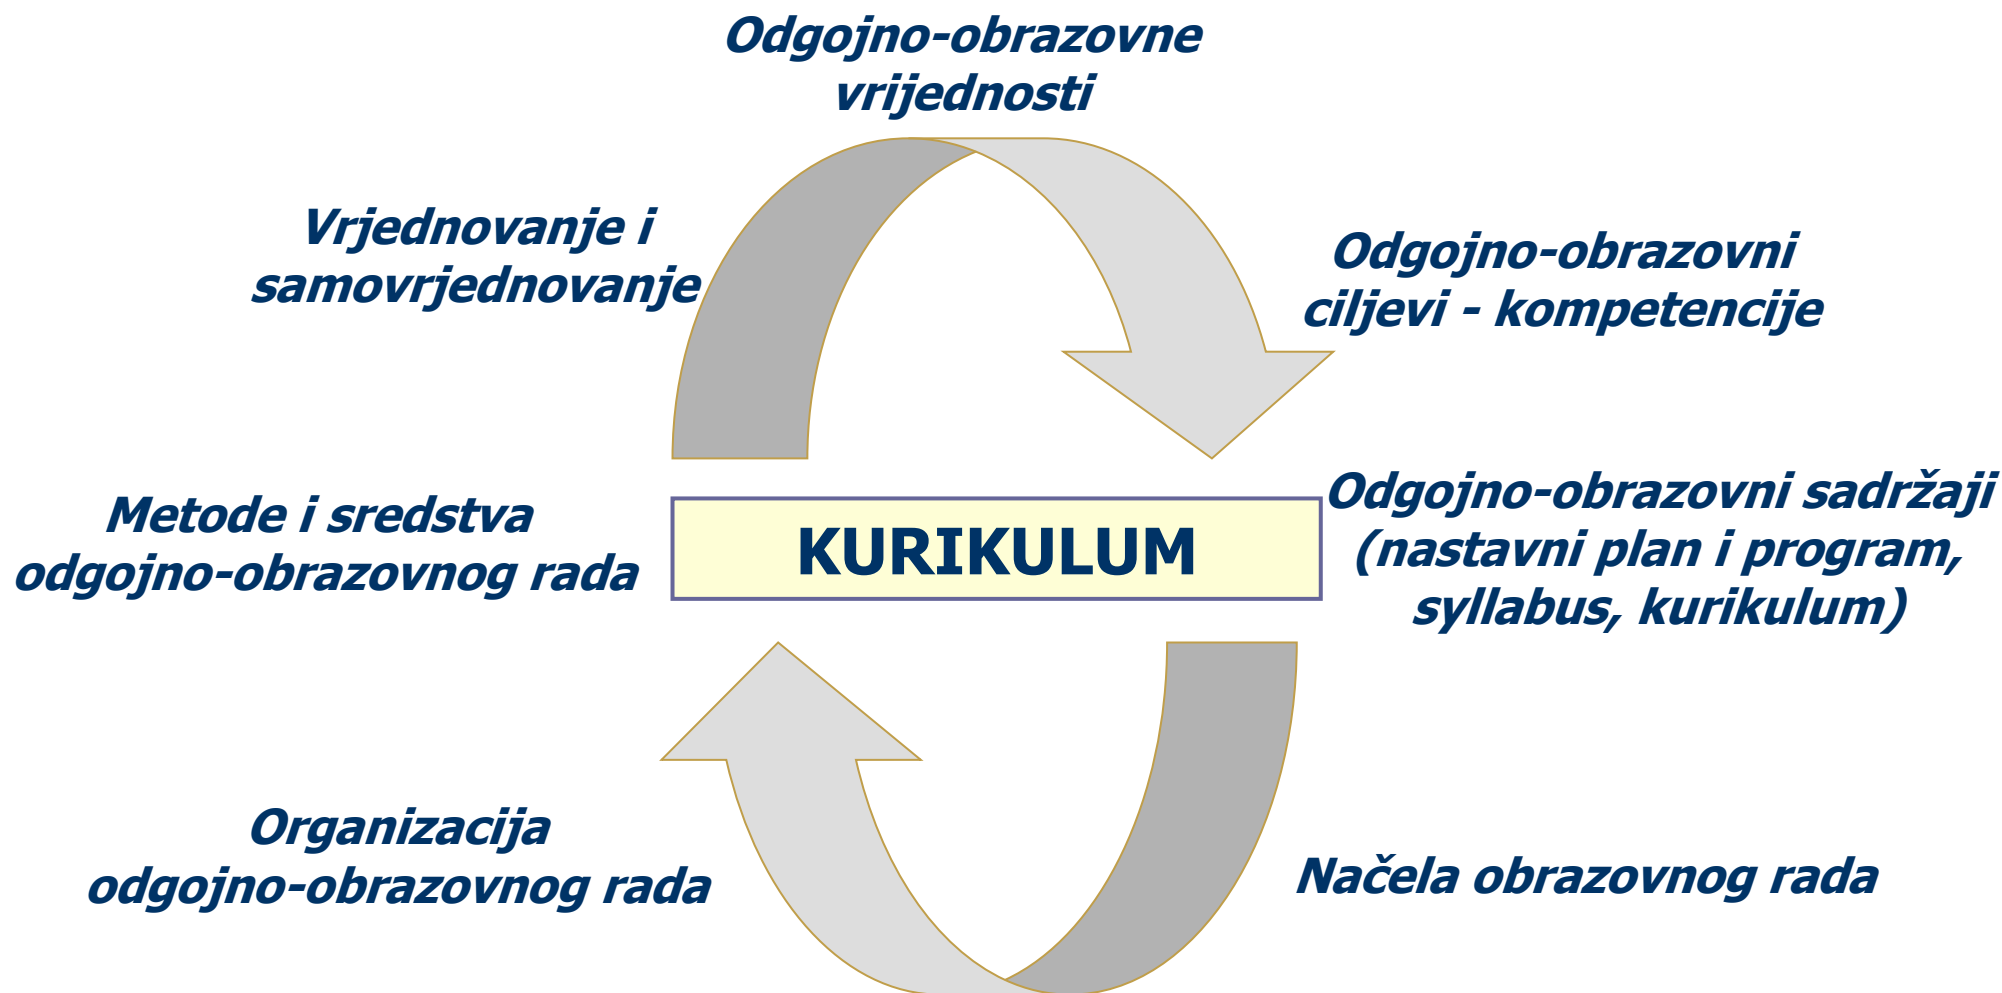 Odgojno-obrazovne
vrijednosti
Vrjednovanje i
samovrjednovanje
Odgojno-obrazovni
ciljevi - kompetencije
Metode i sredstva
odgojno-obrazovnog rada
KURIKULUM
Odgojno-obrazovni sadržaji
(nastavni plan i program,
syllabus, kurikulum)
Organizacija
odgojno-obrazovnog rada
Načela obrazovnog rada